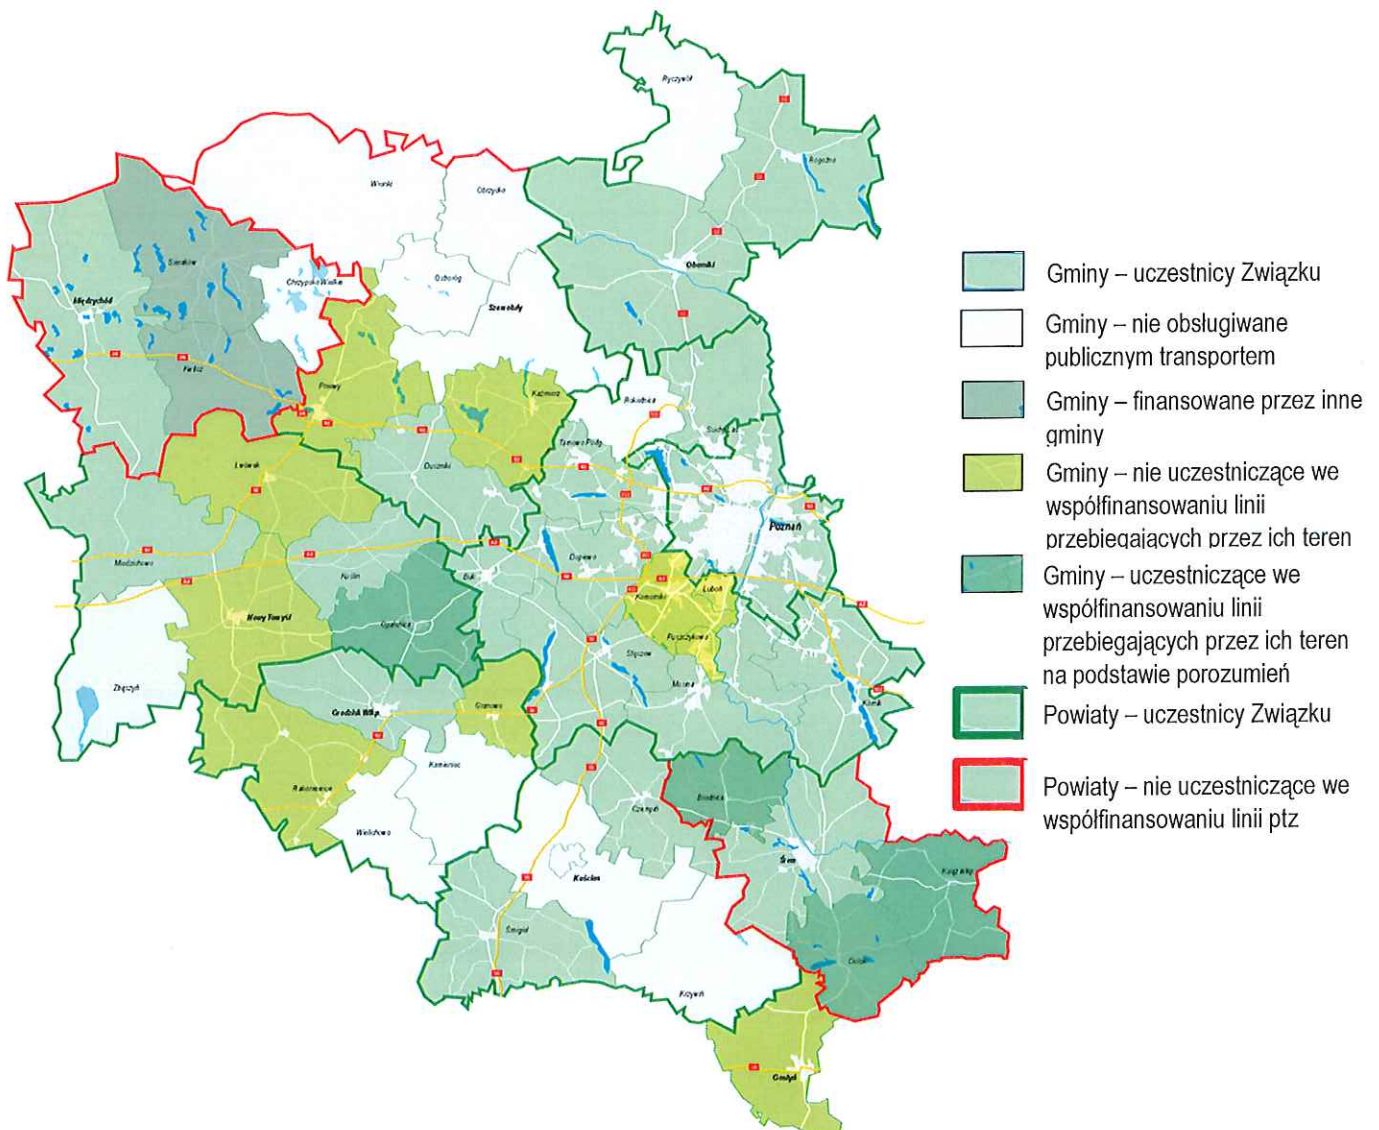 Ryczywół
Rogoźno
Wronki
Obrzycko
Oborniki
Sieraków
Chrzypsko Wielkie
Ostroróg
Szamotuły
Międzychód
Kwilcz
Pniewy
Kaźmierz
Rokietnica
Suchy Las
Tarnowo Podg.
Lwówek
Duszniki
Poznań
Miedzichowo
Kuślin
Buk
Dopiewo
Komorniki
Luboń
Nowy Tomyśl
Opalenica
Puszczykowo
Stęszew
Mosina
Zbąszyń
Kórnik
Grodzisk Wlkp.
Granowo
Kamieniec
Rakoniewice
Wielichowo
Czempiń
Brodnica
Śrem
Książ Wlkp.
Kościan
Śmigiel
Dolsk
Krzywiń
Gostyń
Gminy – uczestnicy Związku
Gminy – nie obsługiwane
publicznym transportem
Gminy – finansowane przez inne
gminy
Gminy – nie uczestniczące we
współfinansowaniu linii
przebiegających przez ich teren
Gminy – uczestniczące we
współfinansowaniu linii
przebiegających przez ich teren
na podstawie porozumień
Powiaty – uczestnicy Związku
Powiaty – nie uczestniczące we
współfinansowaniu linii ptz